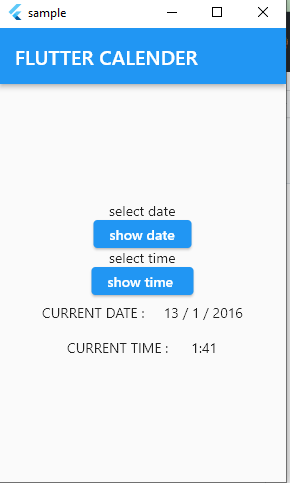 sample
FLUTTER CALENDER
select date
show date
select time
show time
CURRENT DATE : 13 / 1 / 2016
CURRENT TIME : 1:41